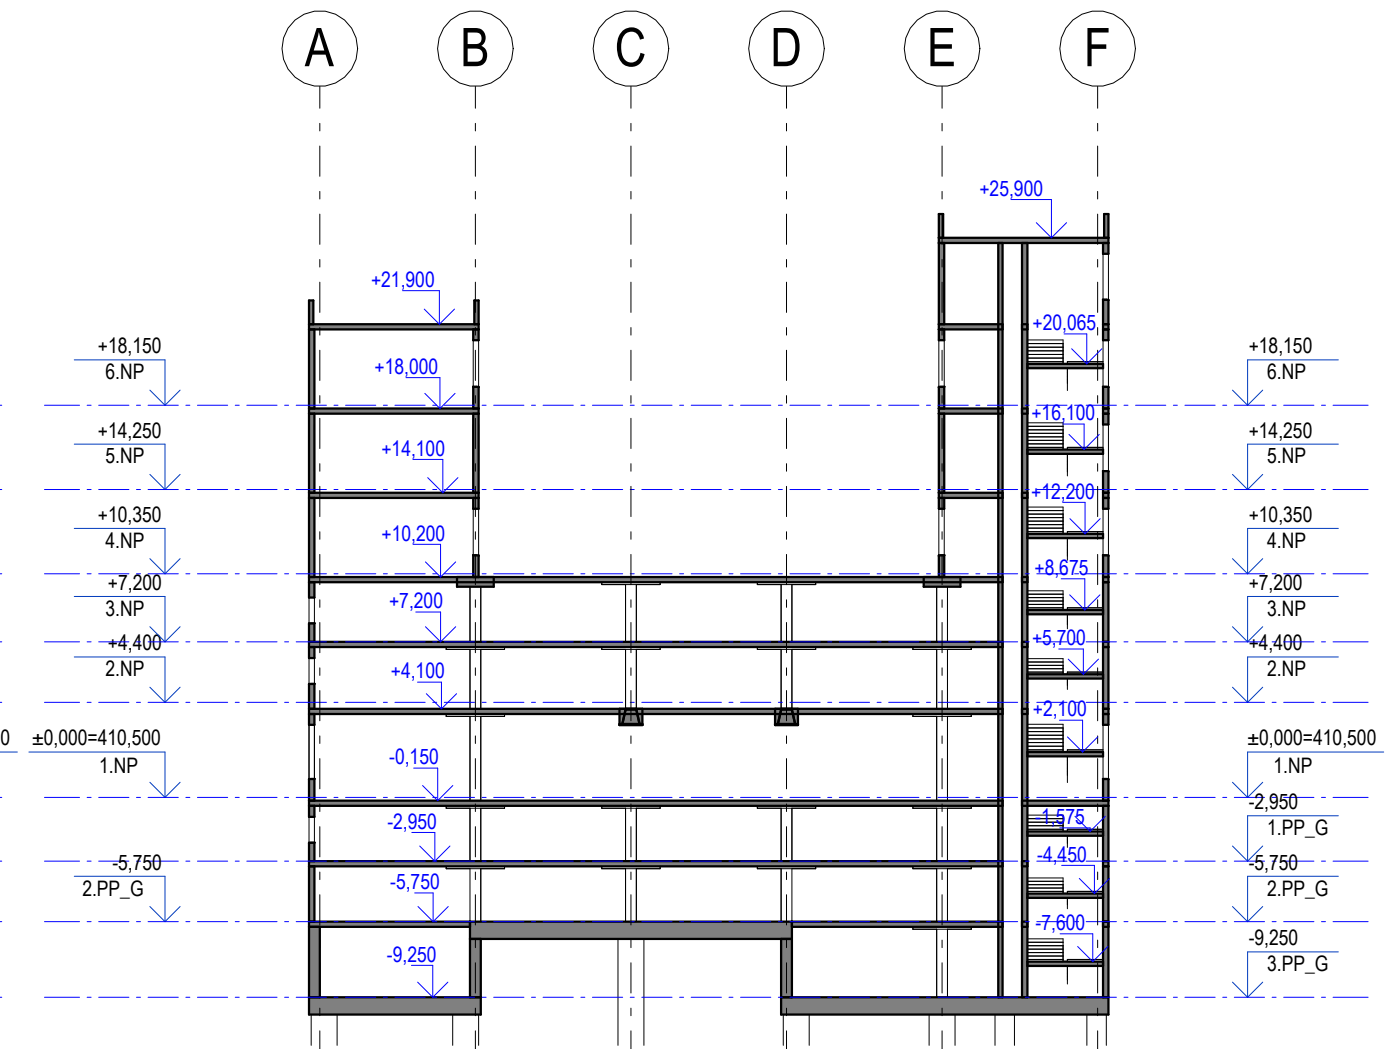 A B C D E F
+25,900
+21,900
+20,065
+18,150
6.NP
+18,000
+18,150
6.NP
+16,100
+14,250
5.NP
+14,100
+14,250
5.NP
+12,200
+10,350
4.NP
+10,200
+10,350
4.NP
+8,675
+7,200
3.NP
+7,200
+7,200
3.NP
+5,700
+4,400
2.NP
+4,100
+4,400
2.NP
+2,100
0
±0,000=410,500
1.NP
-0,150
±0,000=410,500
1.NP
-1,575
-2,950
-2,950
1.PP_G
-4,450
-5,750
2.PP_G
-5,750
-5,750
2.PP_G
-7,600
-9,250
-9,250
3.PP_G